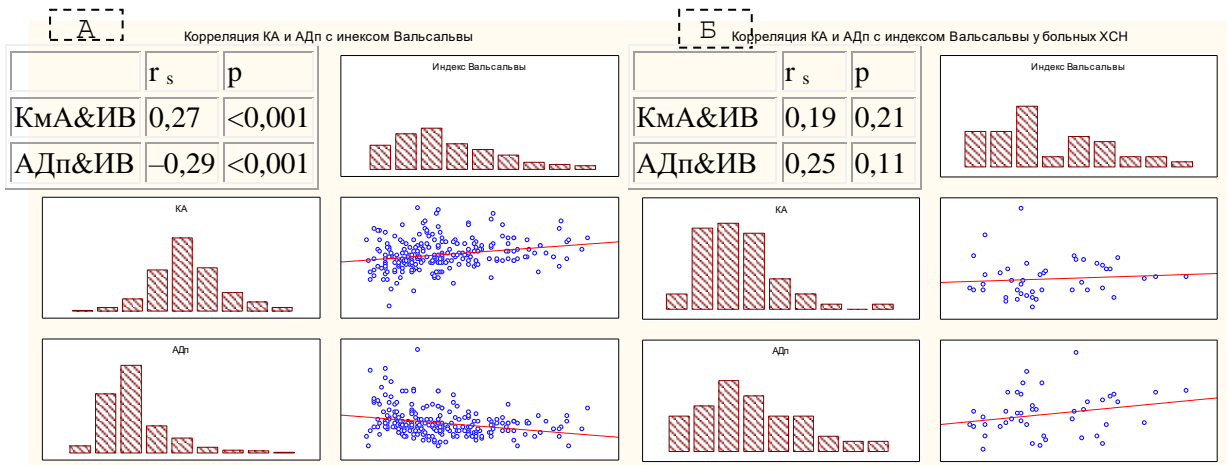 А
Корреляция КА и АДп с инексом Вальсальвы
r s p
КмА&ИВ 0,27 <0,001
АДп&ИВ –0,29 <0,001
Индекс Вальсальвы
КА
АДп
Б
Корреляция КА и АДп с индексом Вальсальвы у больных ХСН
r s p
КмА&ИВ 0,19 0,21
АДп&ИВ 0,25 0,11
Индекс Вальсальвы
КА
АДп